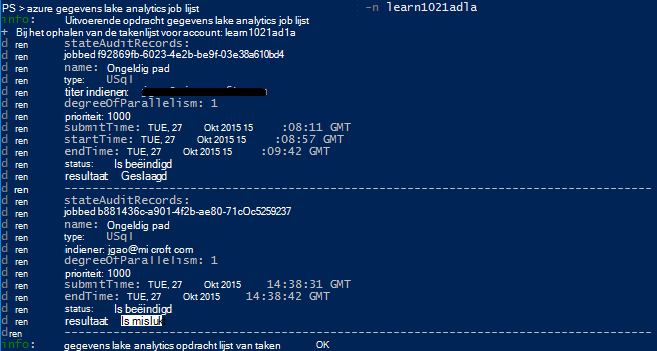 PS > azure gegevens lake analytics job lijst -n learn1021adla
info: Uitvoerende opdracht gegevens lake analytics job lijst
+ Bij het ophalen van de takenlijst voor account: learn1021ad1a
d ren stateAuditRecords:
d ren jobbed f92869fb-6023-4e2b-be9f-03e38a610bd4
d ren name: Ongeldig pad
d ren type: USql
d ren titer indienen:
d ren degreeOfParallelism: 1
d ren prioriteit: 1000
d ren submitTime: TUE, 27 Okt 2015 15 :08:11 GMT
d ren startTime: TUE, 27 Okt 2015 15 :08:57 GMT
d ren endTime: TUE, 27 Okt 2015 15 :09:42 GMT
d ren status: Is beëindigd
d ren resultaat: Geslaagd
d ren ----------------------------------------------------------------------------------
d ren stateAuditRecords:
d ren jobbed b881436c-a901-4f2b-ae80-71cOc5259237
d ren name: Ongeldig pad
d ren type: USql
d ren indiener: jgao@mi croft com
d ren degreeOfParallelism: 1
d ren prioriteit: 1000
d ren submitTime: TUE, 27 Okt 2015 14:38:31 GMT
d ren endTime: TUE, 27 Okt 2015 14:38:42 GMT
d ren status: Is beëindigd
d ren resultaat: Is misluk
d ren ----------------------------------------------------------------------------------
info: gegevens lake analytics opdracht lijst van taken OK